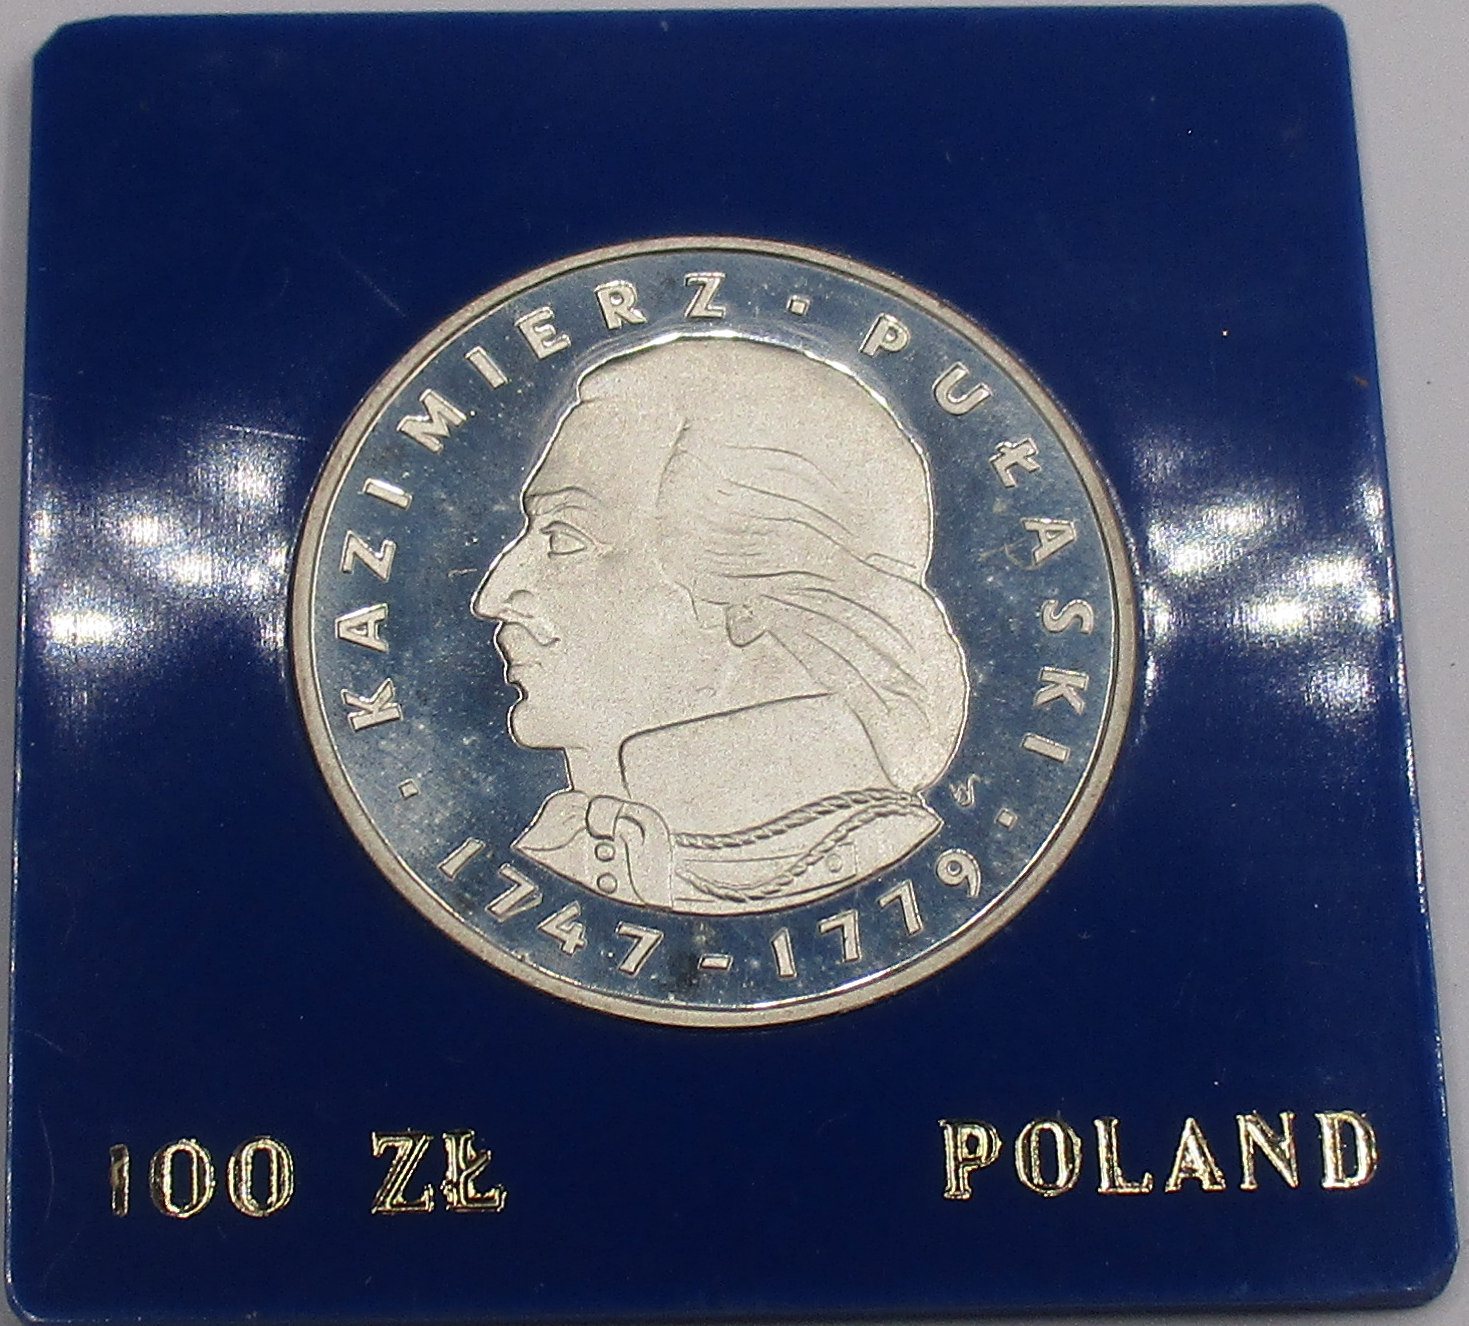 · KAZIMIERZ · PUŁASKI ·
1747-1779
100 ZŁ
POLAND